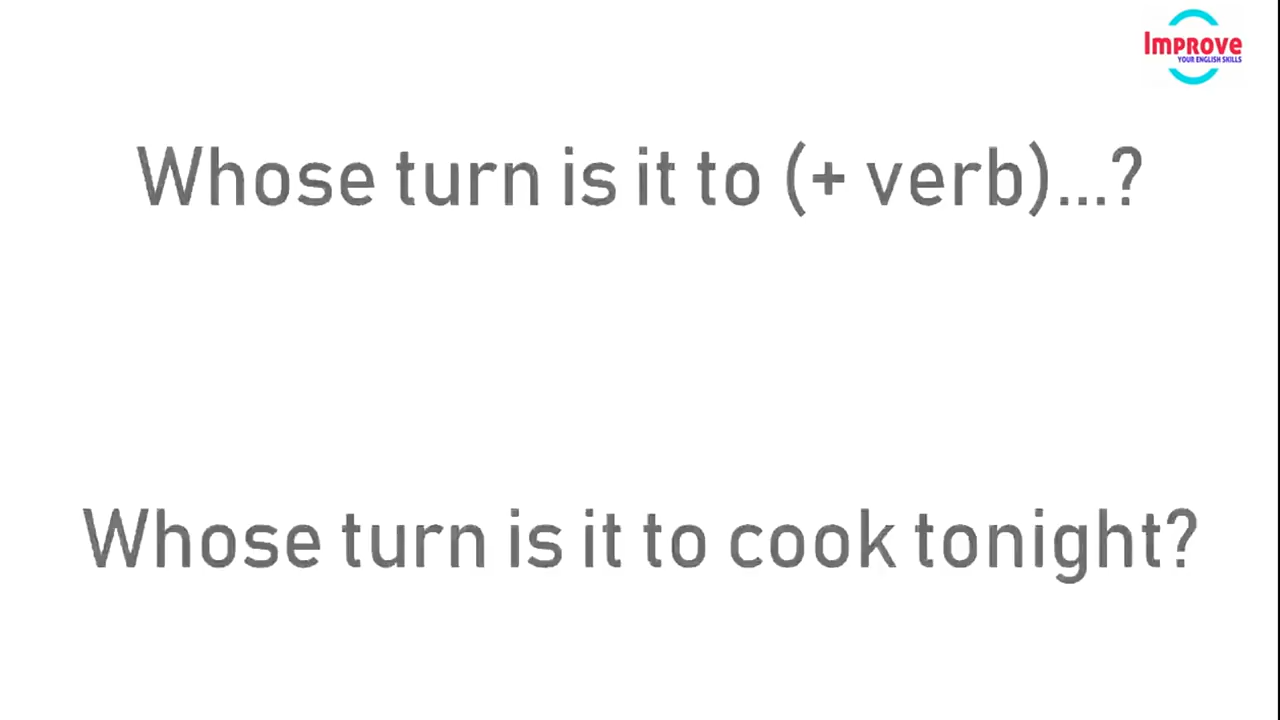 Improve
YOUR ENGLISH SKILLS
Whose turn is it to (+ verb)...?
Whose turn is it to cook tonight?